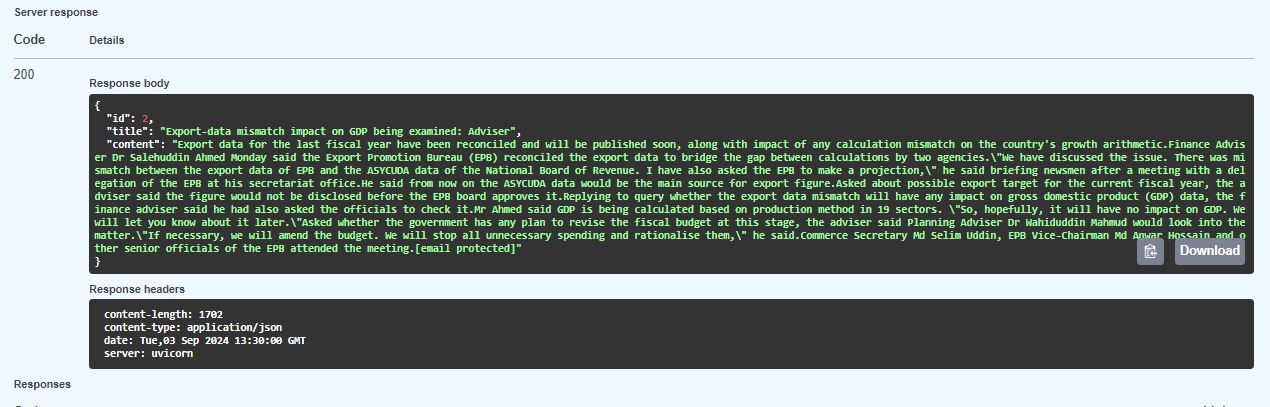 Server response
Code Details
200
Response body
{
"id": 2,
"title": "Export-data mismatch impact on GDP being examined: Adviser",
"content": "Export data for the last fiscal year have been reconciled and will be published soon, along with impact of any calculation mismatch on the country's growth arithmetic.Finance Advis
er Dr Salehuddin Ahmed Monday said the Export Promotion Bureau (EPB) reconciled the export data to bridge the gap between calculations by two agencies.\"We have discussed the issue. There was mi
smatch between the export data of EPB and the ASYCUDA data of the National Board of Revenue. I have also asked the EPB to make a projection,\" he said briefing newsmen after a meeting with a del
egation of the EPB at his secretariat office.He said from now on the ASYCUDA data would be the main source for export figure.Asked about possible export target for the current fiscal year, the a
dviser said the figure would not be disclosed before the EPB board approves it.Replying to query whether the export data mismatch will have any impact on gross domestic product (GDP) data, the f
inance adviser said he had also asked the officials to check it.Mr Ahmed said GDP is being calculated based on production method in 19 sectors. \"So, hopefully, it will have no impact on GDP. We
will let you know about it later.\"Asked whether the government has any plan to revise the fiscal budget at this stage, the adviser said Planning Adviser Dr Wahiduddin Mahmud would look into the
matter.\"If necessary, we will amend the budget. We will stop all unnecessary spending and rationalise them,\" he said.Commerce Secretary Md Selim Uddin, EPB Vice-Chairman Md Anwar Hossain and o
ther senior officials of the EPB attended the meeting.[email protected]"
}
Download
Response headers
content-length: 1702
content-type: application/json
date: Tue,03 Sep 2024 13:30:00 GMT
server: uvicorn
Responses